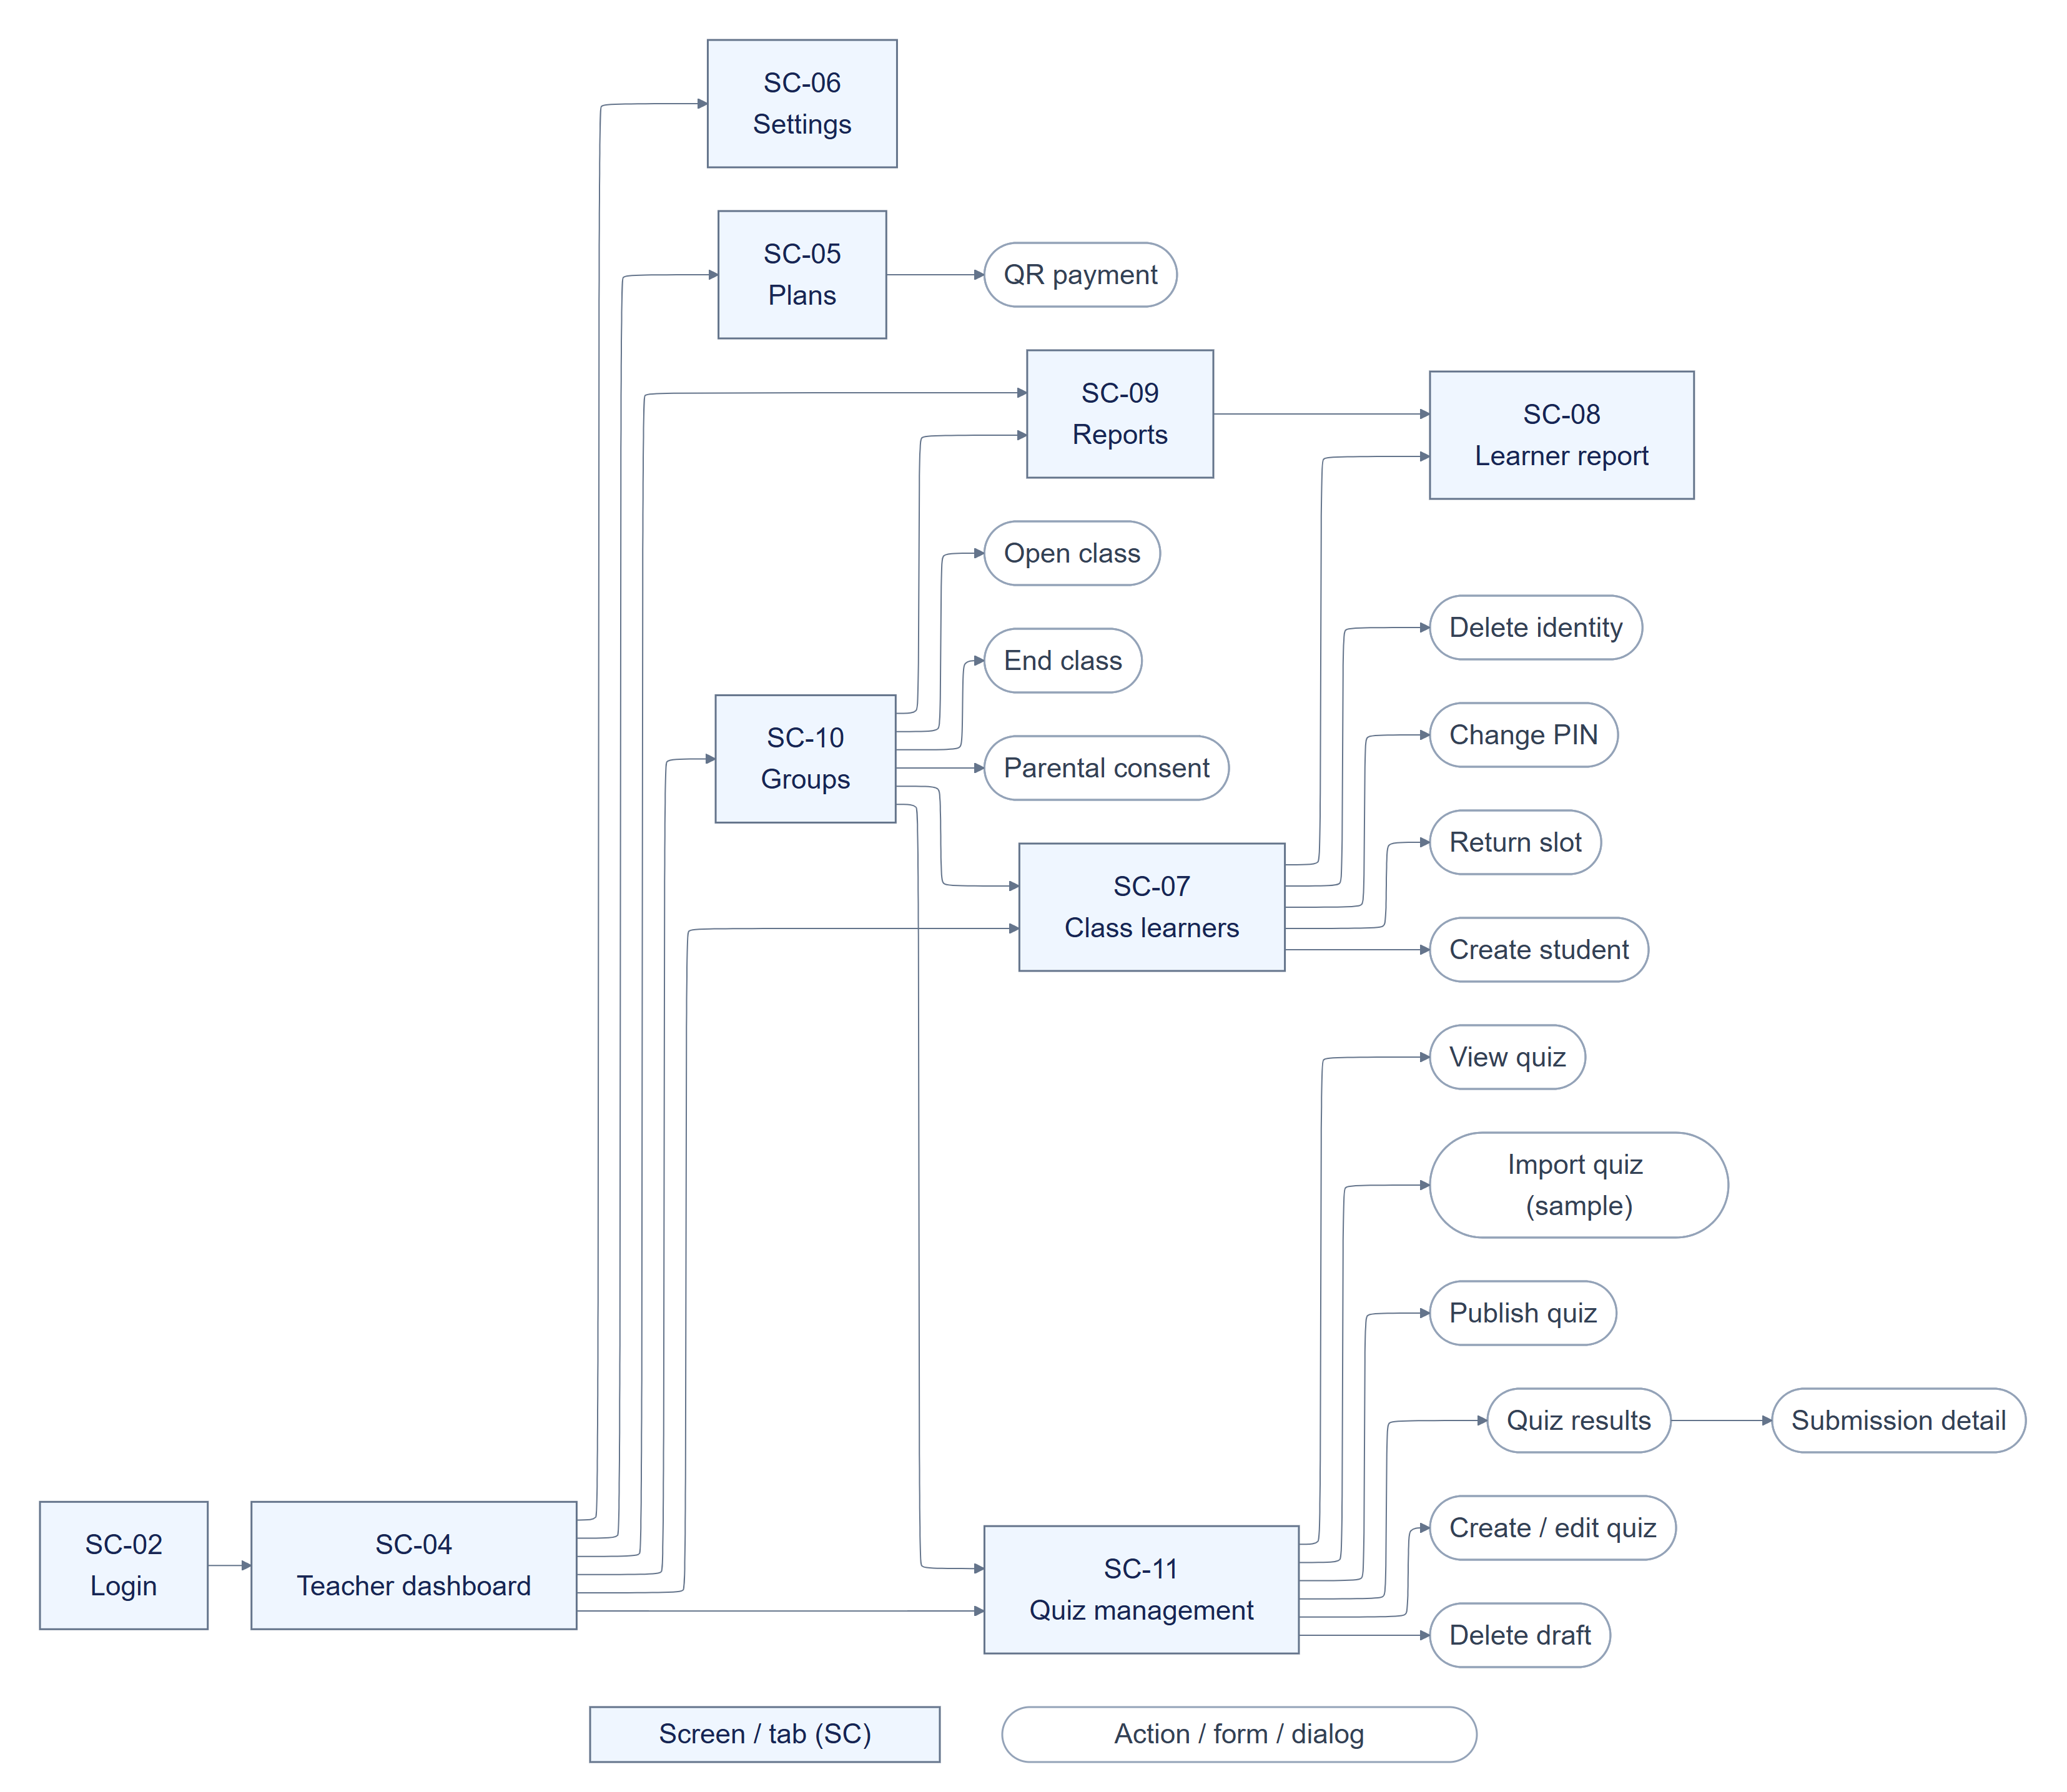 SC-06
Settings
SC-05
Plans
QR payment
SC-09
Reports
SC-08
Learner report
Open class
End class
Delete identity
SC-10
Groups
Parental consent
Change PIN
Return slot
SC-07
Class learners
Create student
View quiz
Import quiz
(sample)
Publish quiz
Quiz results
Submission detail
SC-02
Login
SC-04
Teacher dashboard
Create / edit quiz
SC-11
Quiz management
Delete draft
Screen / tab (SC)
Action / form / dialog